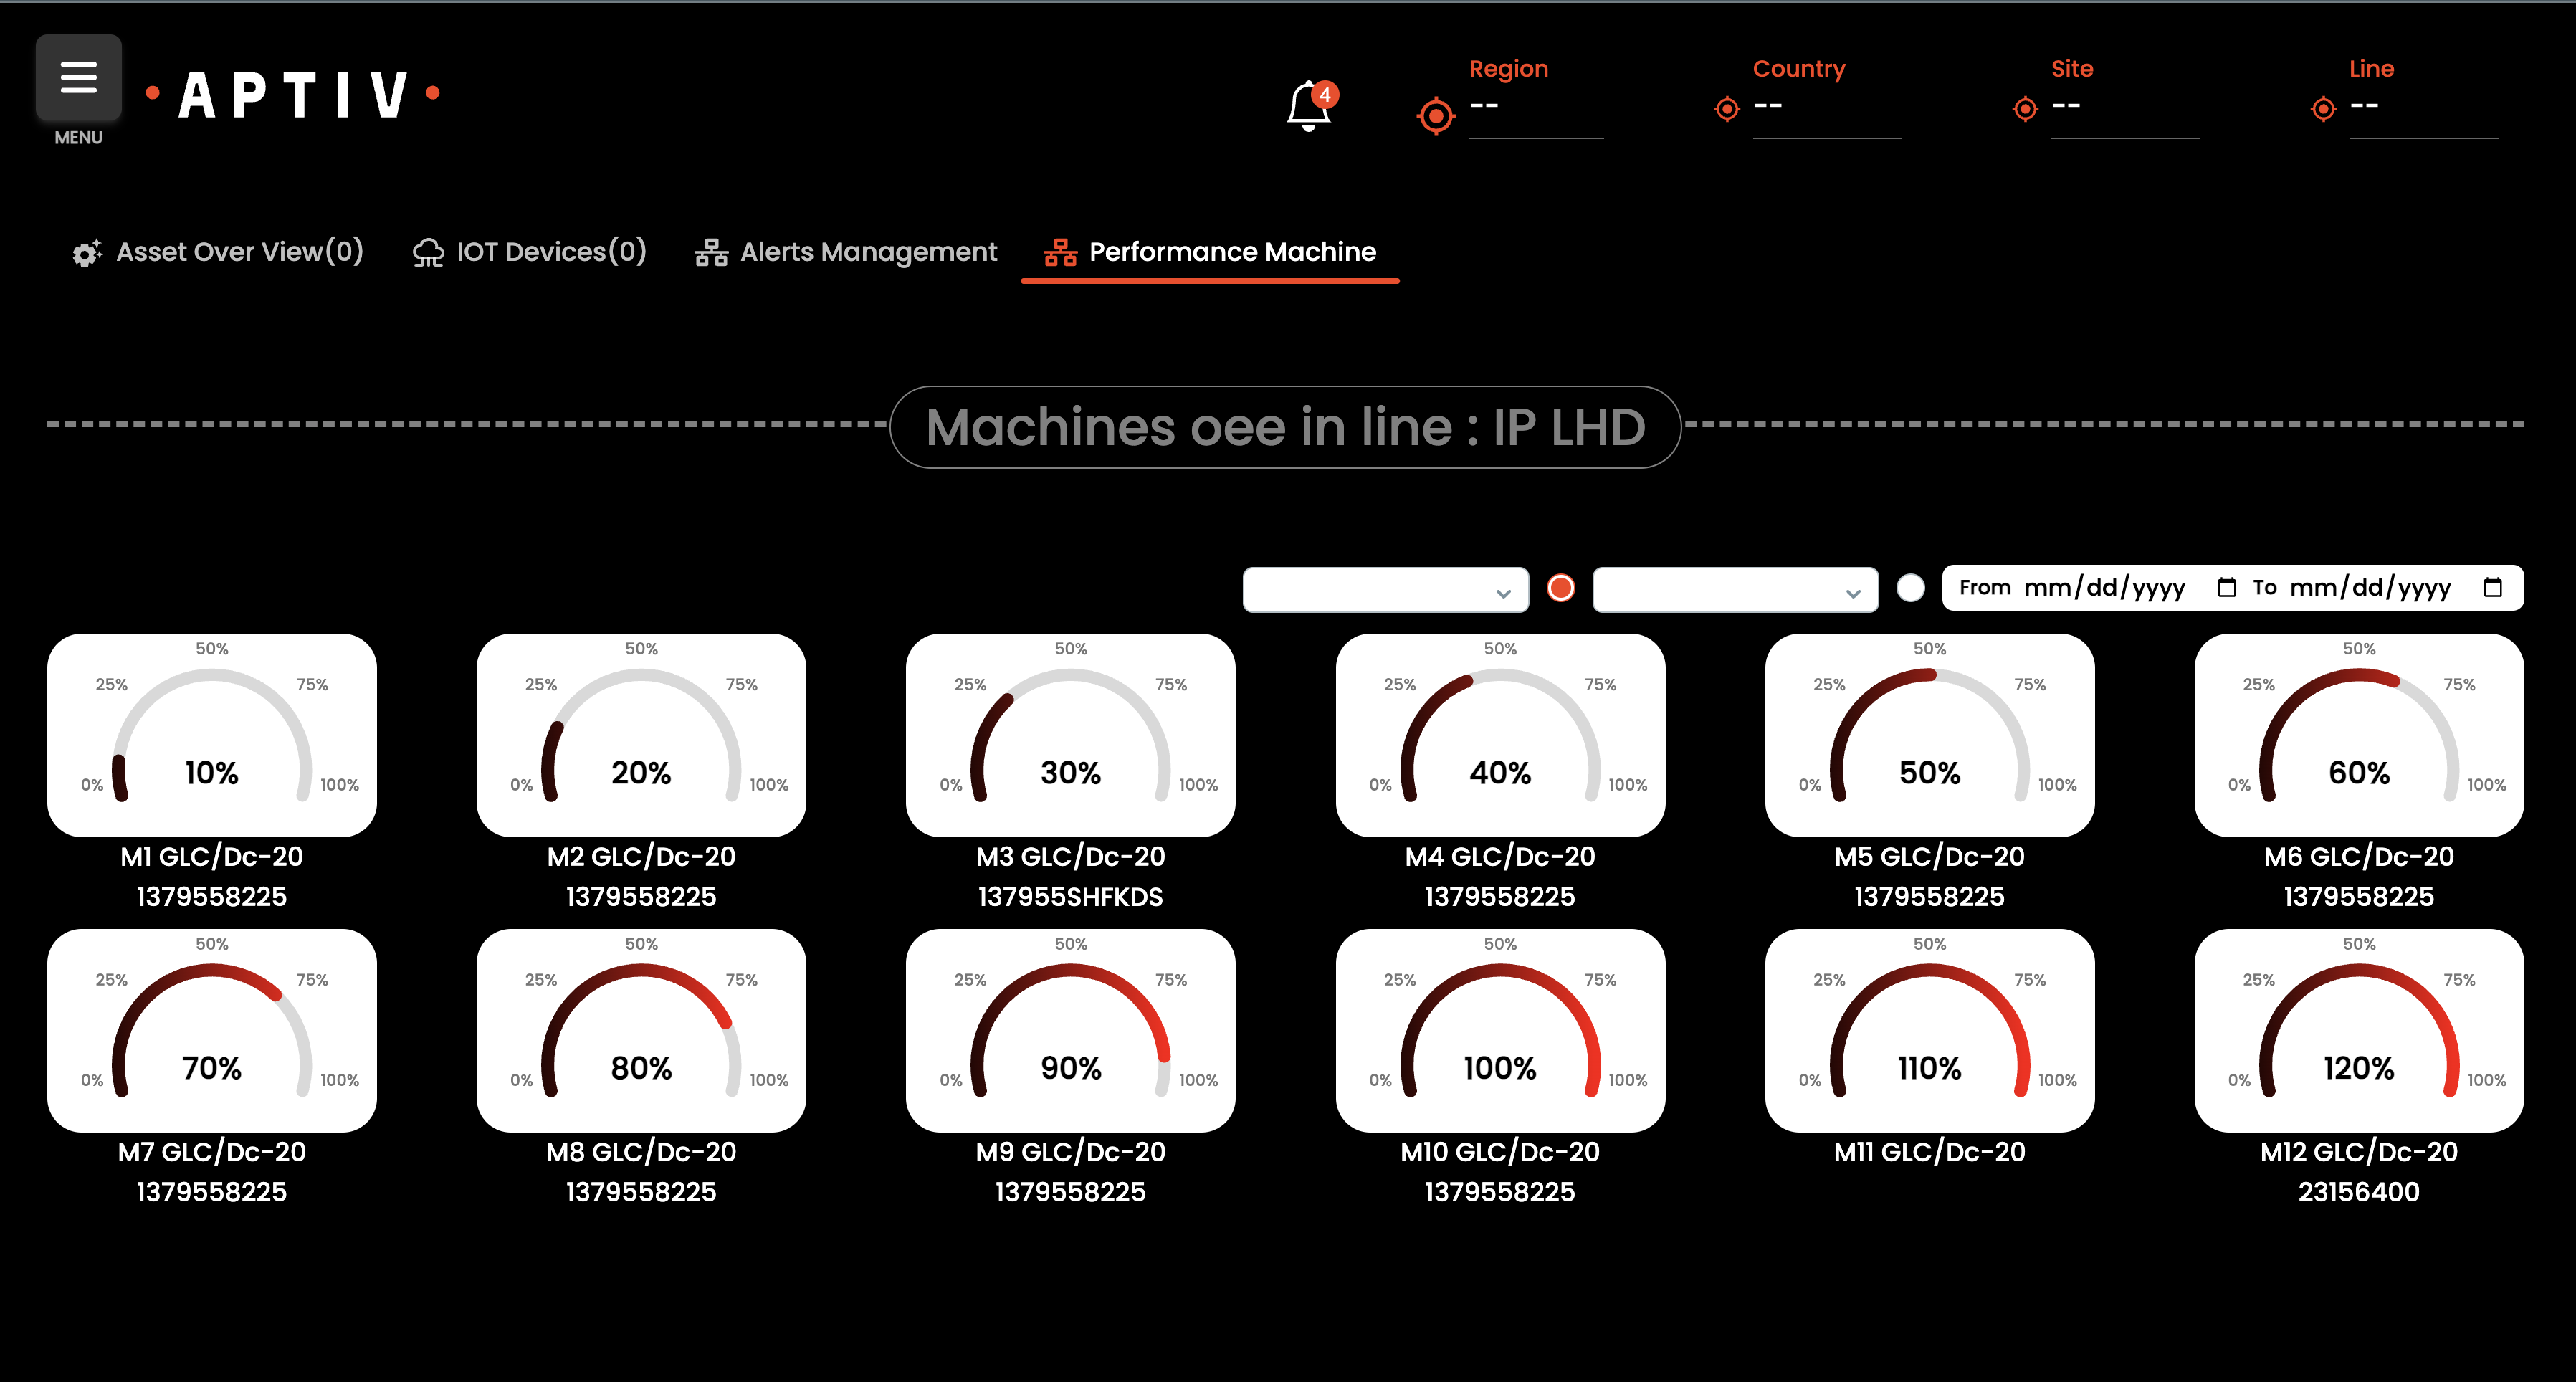 MENU
APTIV
4
Region
--
Country
--
Site
--
Line
--
Asset Over View(0)
IOT Devices(0)
Alerts Management
Performance Machine
Machines oee in line : IP LHD
From mm/dd/yyyy To mm/dd/yyyy
0% 25% 50% 75% 100%
10%
M1 GLC/Dc-20
1379558225
0% 25% 50% 75% 100%
20%
M2 GLC/Dc-20
1379558225
0% 25% 50% 75% 100%
30%
M3 GLC/Dc-20
137955SHFKDS
0% 25% 50% 75% 100%
40%
M4 GLC/Dc-20
1379558225
0% 25% 50% 75% 100%
50%
M5 GLC/Dc-20
1379558225
0% 25% 50% 75% 100%
60%
M6 GLC/Dc-20
1379558225
0% 25% 50% 75% 100%
70%
M7 GLC/Dc-20
1379558225
0% 25% 50% 75% 100%
80%
M8 GLC/Dc-20
1379558225
0% 25% 50% 75% 100%
90%
M9 GLC/Dc-20
1379558225
0% 25% 50% 75% 100%
100%
M10 GLC/Dc-20
1379558225
0% 25% 50% 75% 100%
110%
M11 GLC/Dc-20
0% 25% 50% 75% 100%
120%
M12 GLC/Dc-20
23156400